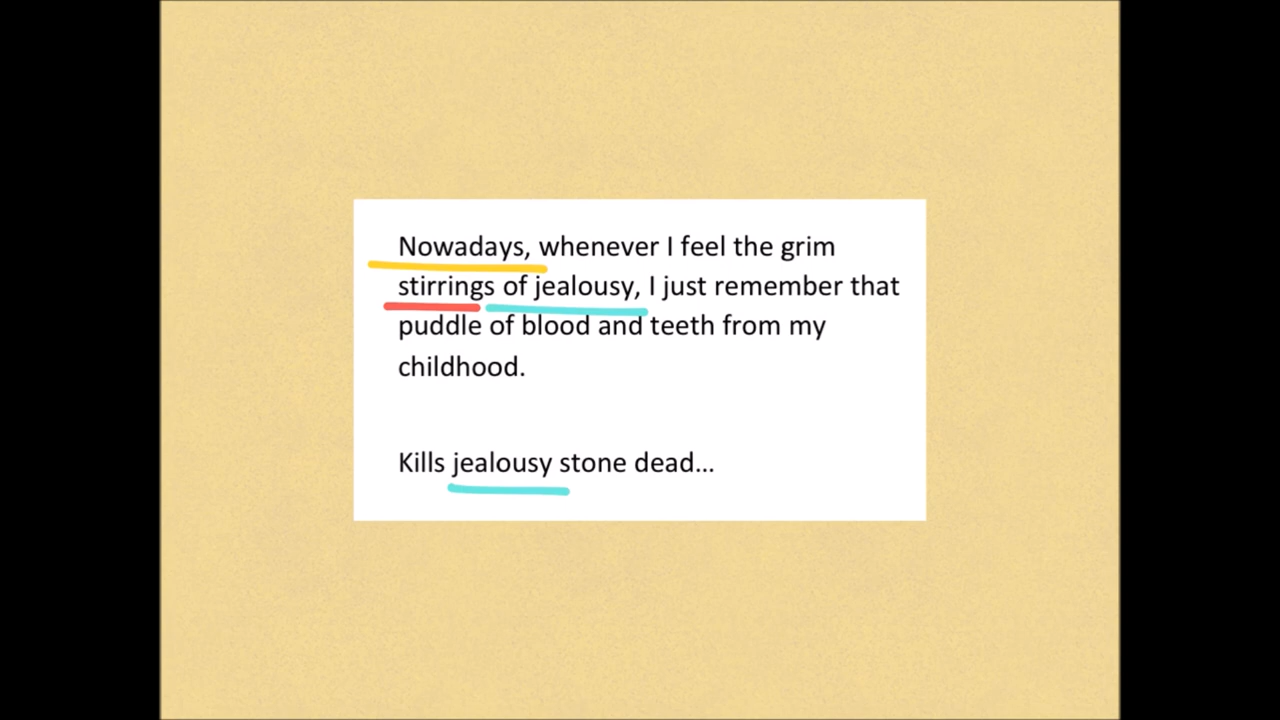 Nowadays, whenever I feel the grim
stirrings of jealousy, I just remember that
puddle of blood and teeth from my
childhood.
Kills jealousy stone dead...